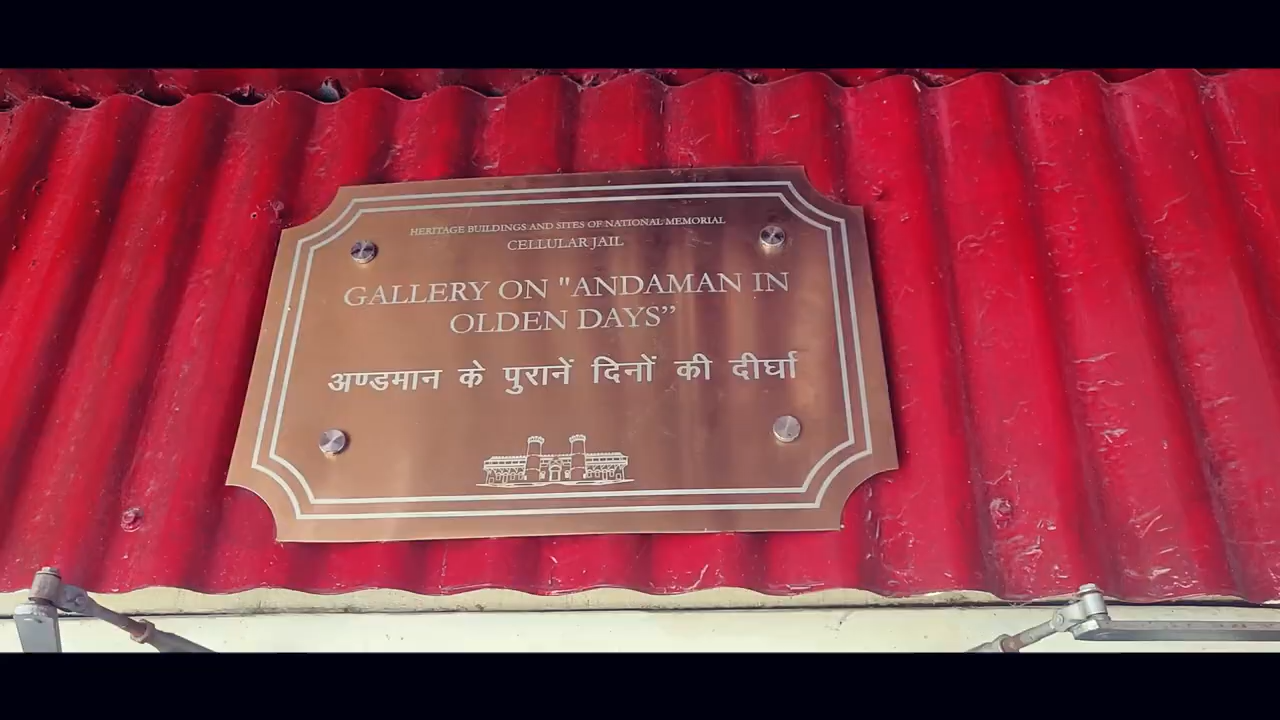 HERITAGE BUILDINGS AND SITES OF NATIONAL MEMORIAL
CELLULAR JAIL
GALLERY ON "ANDAMAN IN
OLDEN DAYS”
अण्डमान के पुरानें दिनों की दीर्घा